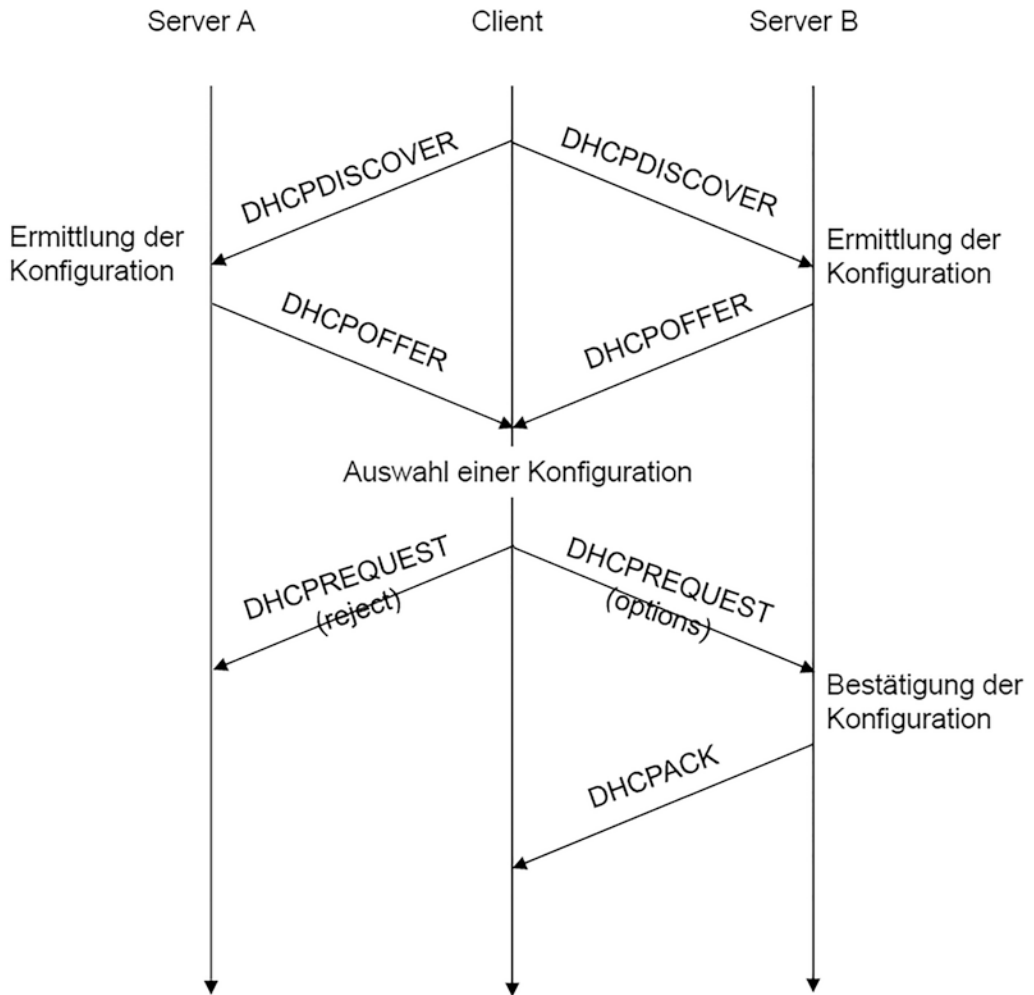 Server A
Client
Server B
DHCPDISCOVER
DHCPDISCOVER
Ermittlung der
Konfiguration
Ermittlung der
Konfiguration
DHCPOFFER
DHCPOFFER
Auswahl einer Konfiguration
DHCPREQUEST
(reject)
DHCPREQUEST
(options)
Bestätigung der
Konfiguration
DHCPACK